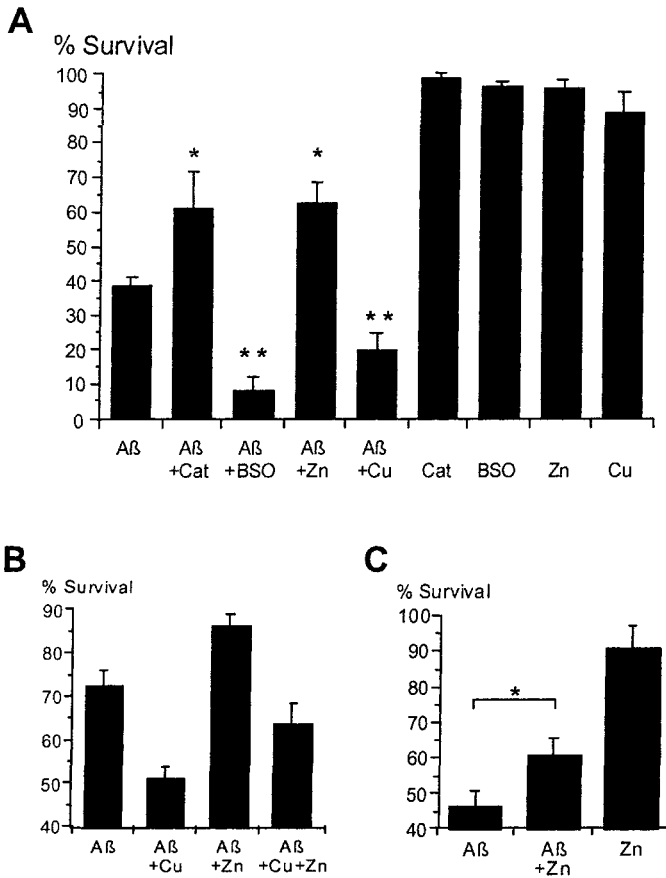 A
% Survival
100
90
80
70
60
50
40
30
20
10
0
*
* *
*
* *
Aß
Aß
+Cat
Aß
+BSO
Aß
+Zn
Aß
+Cu
Cat
BSO
Zn
Cu
B
% Survival
90
80
70
60
50
40
Aß
Aß
+Cu
Aß
+Zn
Aß
+Cu+Zn
C
% Survival
100
90
80
70
60
50
40
*
Aß
Aß
+Zn
Zn